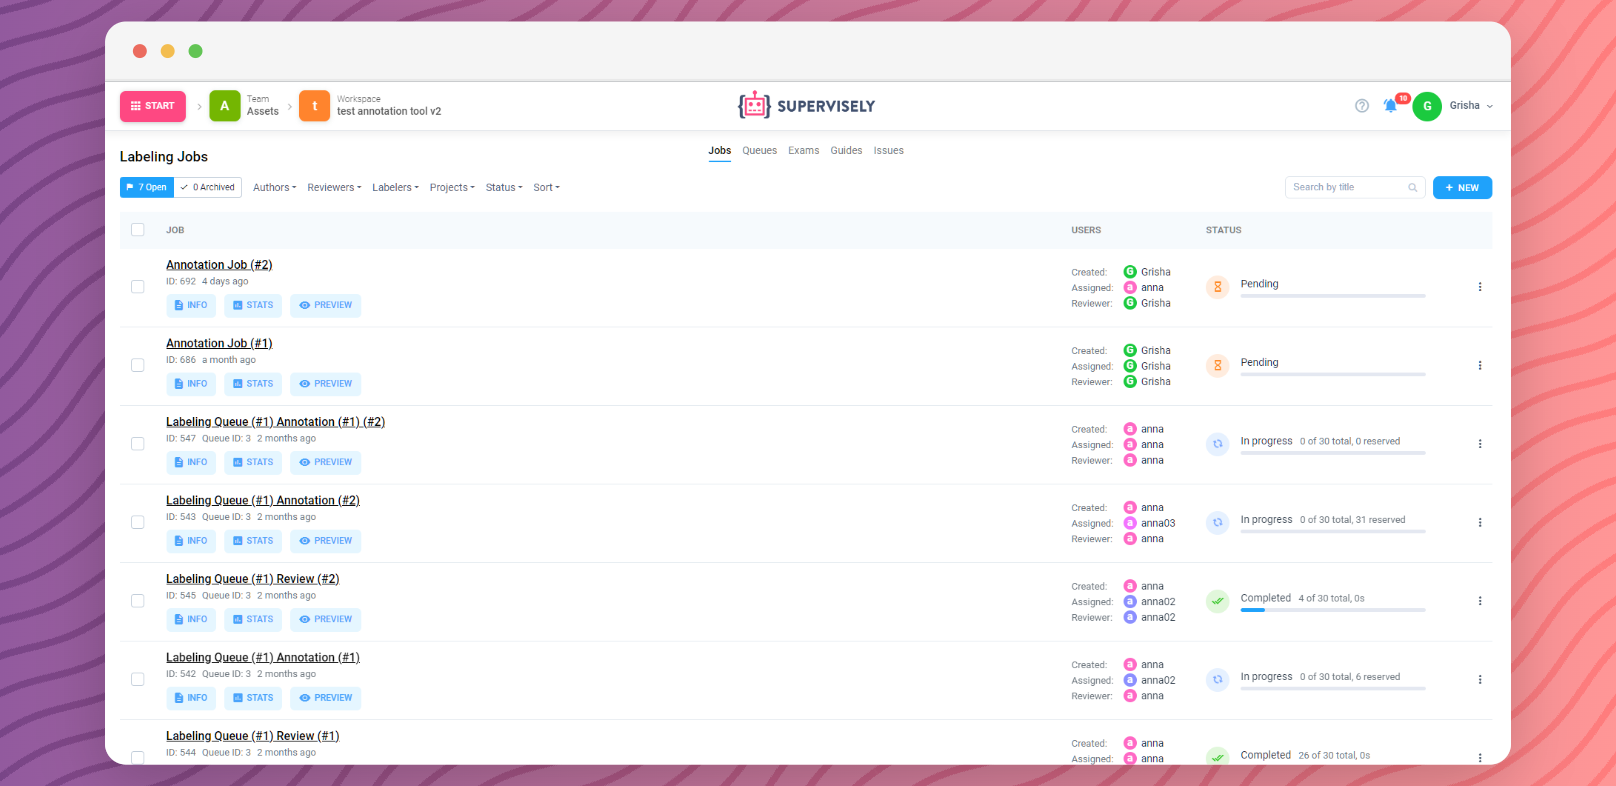 START
A
Team
Assets
t
Workspace
test annotation tool v2
SUPERVISELY
10
G
Grisha
Labeling Jobs
Jobs Queues Exams Guides Issues
7 Open 0 Archived Authors Reviewers Labelers Projects Status Sort
Search by title
+ NEW
JOB USERS STATUS
Annotation Job (#2)
ID: 692 4 days ago
INFO STATS PREVIEW
Created: G Grisha
Assigned: a anna
Reviewer: G Grisha
Pending
Annotation Job (#1)
ID: 686 a month ago
INFO STATS PREVIEW
Created: G Grisha
Assigned: G Grisha
Reviewer: G Grisha
Pending
Labeling Queue (#1) Annotation (#1) (#2)
ID: 547 Queue ID: 3 2 months ago
INFO STATS PREVIEW
Created: a anna
Assigned: a anna
Reviewer: a anna
In progress 0 of 30 total, 0 reserved
Labeling Queue (#1) Annotation (#2)
ID: 543 Queue ID: 3 2 months ago
INFO STATS PREVIEW
Created: a anna
Assigned: a anna03
Reviewer: a anna
In progress 0 of 30 total, 31 reserved
Labeling Queue (#1) Review (#2)
ID: 545 Queue ID: 3 2 months ago
INFO STATS PREVIEW
Created: a anna
Assigned: a anna02
Reviewer: a anna02
Completed 4 of 30 total, 0s
Labeling Queue (#1) Annotation (#1)
ID: 542 Queue ID: 3 2 months ago
INFO STATS PREVIEW
Created: a anna
Assigned: a anna02
Reviewer: a anna
In progress 0 of 30 total, 6 reserved
Labeling Queue (#1) Review (#1)
ID: 544 Queue ID: 3 2 months ago
Created: a anna
Assigned: a anna
Completed 26 of 30 total, 0s